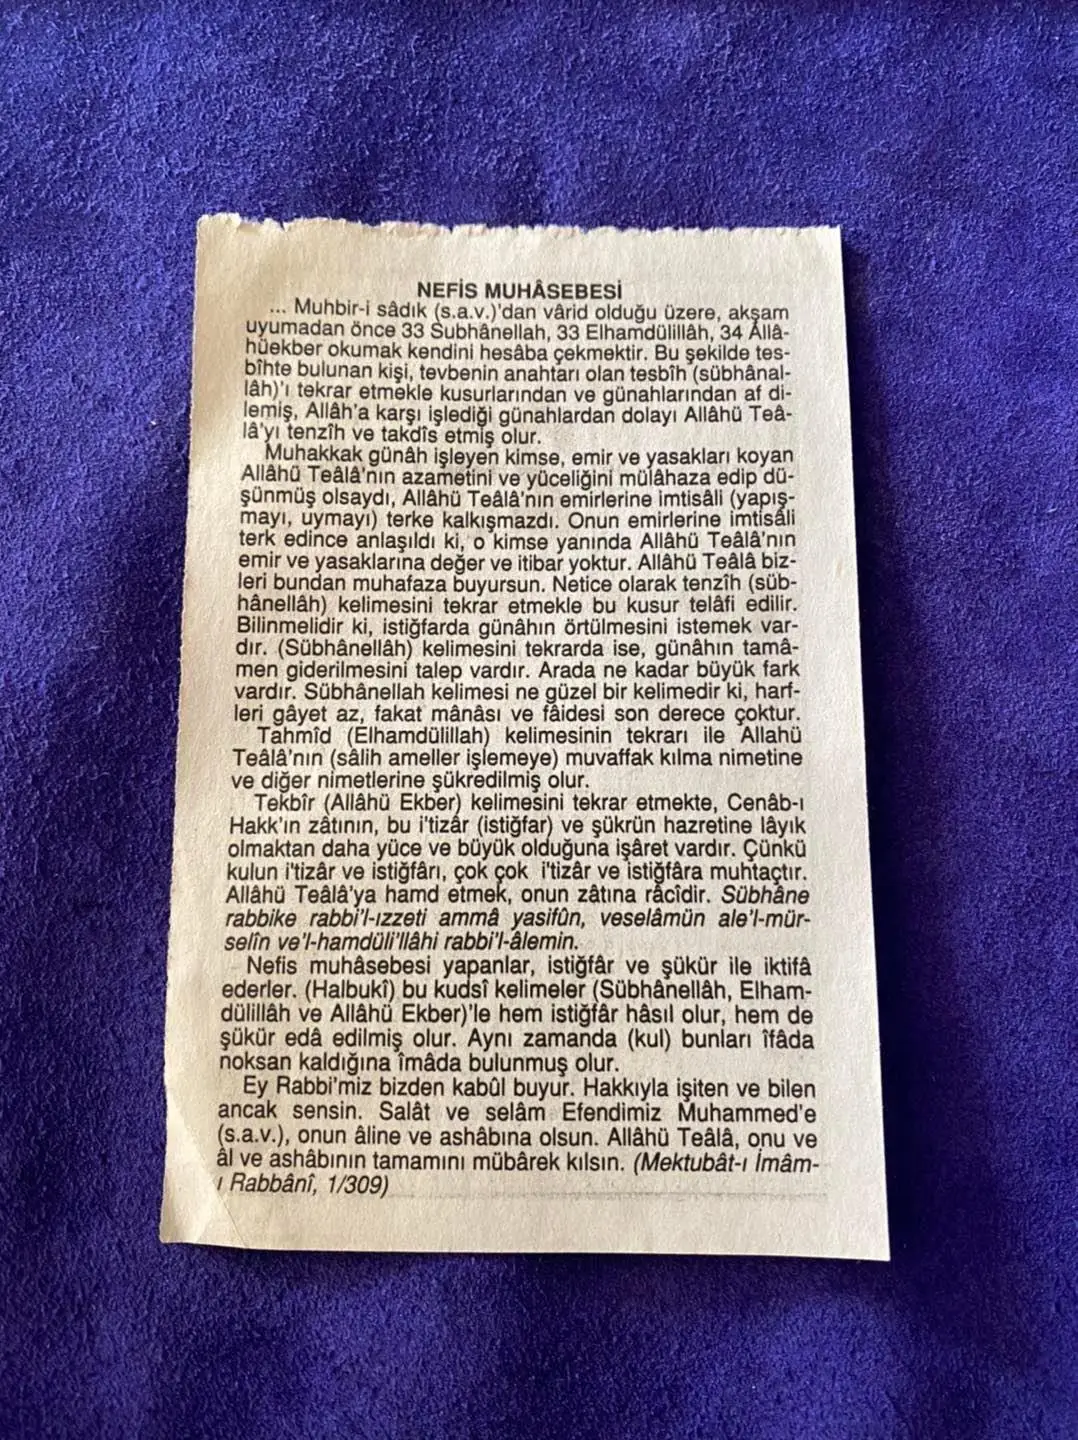 NEFİS MUHÂSEBESİ
... Muhbir-i sâdık (s.a.v.)'dan vârid olduğu üzere, akşam
uyumadan önce 33 Subhânellah, 33 Elhamdülillâh, 34 Allâ-
hüekber okumak kendini hesâba çekmektir. Bu şekilde tes-
bîhte bulunan kişi, tevbenin anahtarı olan tesbîh (sübhânal-
lâh)'ı tekrar etmekle kusurlarından ve günahlarından af di-
lemiş, Allâh'a karşı işlediği günahlardan dolayı Allâhü Teâ-
lâ'yı tenzîh ve takdîs etmiş olur.
Muhakkak günâh işleyen kimse, emir ve yasakları koyan
Allâhü Teâlâ'nın azametini ve yüceliğini mülâhaza edip dü-
şünmüş olsaydı, Allâhü Teâlâ'nın emirlerine imtisâli (yapış-
mayı, uymayı) terke kalkışmazdı. Onun emirlerine imtisâli
terk edince anlaşıldı ki, o kimse yanında Allâhü Teâlâ'nın
emir ve yasaklarına değer ve itibar yoktur. Allâhü Teâlâ biz-
leri bundan muhafaza buyursun. Netice olarak tenzîh (süb-
hânellâh) kelimesini tekrar etmekle bu kusur telâfi edilir.
Bilinmelidir ki, istiğfarda günâhın örtülmesini istemek var-
dır. (Sübhânellâh) kelimesini tekrarda ise, günâhın tamâ-
men giderilmesini talep vardır. Arada ne kadar büyük fark
vardır. Sübhânellah kelimesi ne güzel bir kelimedir ki, harf-
leri gâyet az, fakat mânâsı ve fâidesi son derece çoktur.
Tahmîd (Elhamdülillah) kelimesinin tekrarı ile Allahü
Teâlâ'nın (sâlih ameller işlemeye) muvaffak kılma nimetine
ve diğer nimetlerine şükredilmiş olur.
Tekbîr (Allâhü Ekber) kelimesini tekrar etmekte, Cenâb-ı
Hakk'ın zâtının, bu i'tizâr (istiğfar) ve şükrün hazretine lâyık
olmaktan daha yüce ve büyük olduğuna işâret vardır. Çünkü
kulun i'tizâr ve istiğfârı, çok çok i'tizâr ve istiğfâra muhtaçtır.
Allâhü Teâlâ'ya hamd etmek, onun zâtına râcîdir. Sübhâne
rabbike rabbi'l-ızzeti ammâ yasifûn, veselâmün ale'l-mür-
selîn ve'l-hamdüli'llâhi rabbi'l-âlemin.
Nefis muhâsebesi yapanlar, istiğfâr ve şükür ile iktifâ
ederler. (Halbukî) bu kudsî kelimeler (Sübhânellâh, Elham-
dülillâh ve Allâhü Ekber)'le hem istiğfâr hâsıl olur, hem de
şükür edâ edilmiş olur. Aynı zamanda (kul) bunları îfâda
noksan kaldığına îmâda bulunmuş olur.
Ey Rabbi'miz bizden kabûl buyur. Hakkıyla işiten ve bilen
ancak sensin. Salât ve selâm Efendimiz Muhammed'e
(s.a.v.), onun âline ve ashâbına olsun. Allâhü Teâlâ, onu ve
âl ve ashâbının tamamını mübârek kılsın. (Mektubât-ı İmâm-
ı Rabbânî, 1/309)